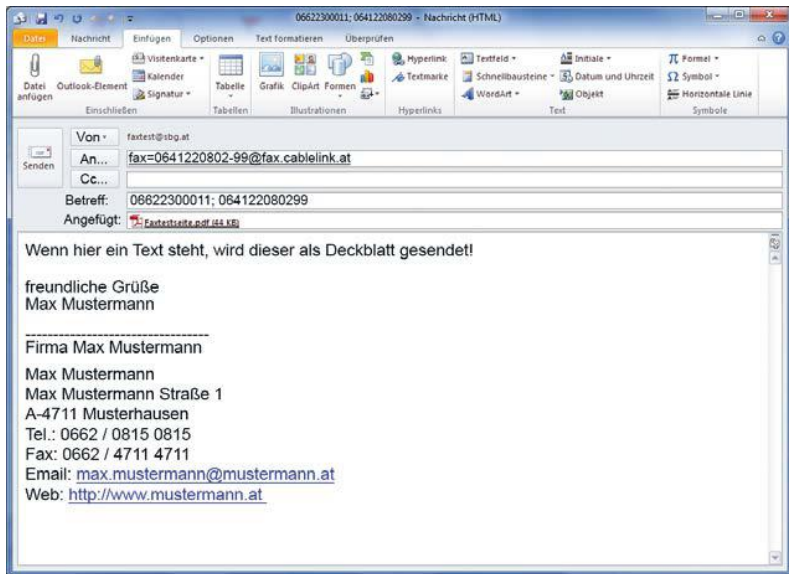 06622300011; 064122080299 - Nachricht (HTML)
Datei Nachricht Einfügen Optionen Text formatieren Überprüfen
Datei anfügen
Outlook-Element
Visitenkarte
Kalender
Signatur
Einschließen
Tabelle
Tabellen
Grafik ClipArt Formen
Illustrationen
Hyperlink
Textmarke
Hyperlinks
Textfeld
Schnellbausteine
WordArt
Initiale
Datum und Uhrzeit
Objekt
Text
Formel
Symbol
Horizontale Linie
Symbole
Senden
Von faxtest@sbg.at
An... fax=0641220802-99@fax.cablelink.at
Cc...
Betreff: 06622300011; 064122080299
Angefügt: Faxtestseite.pdf (44 KB)
Wenn hier ein Text steht, wird dieser als Deckblatt gesendet!
freundliche Grüße
Max Mustermann
---------------------------------
Firma Max Mustermann
Max Mustermann
Max Mustermann Straße 1
A-4711 Musterhausen
Tel.: 0662 / 0815 0815
Fax: 0662 / 4711 4711
Email: max.mustermann@mustermann.at
Web: http://www.mustermann.at